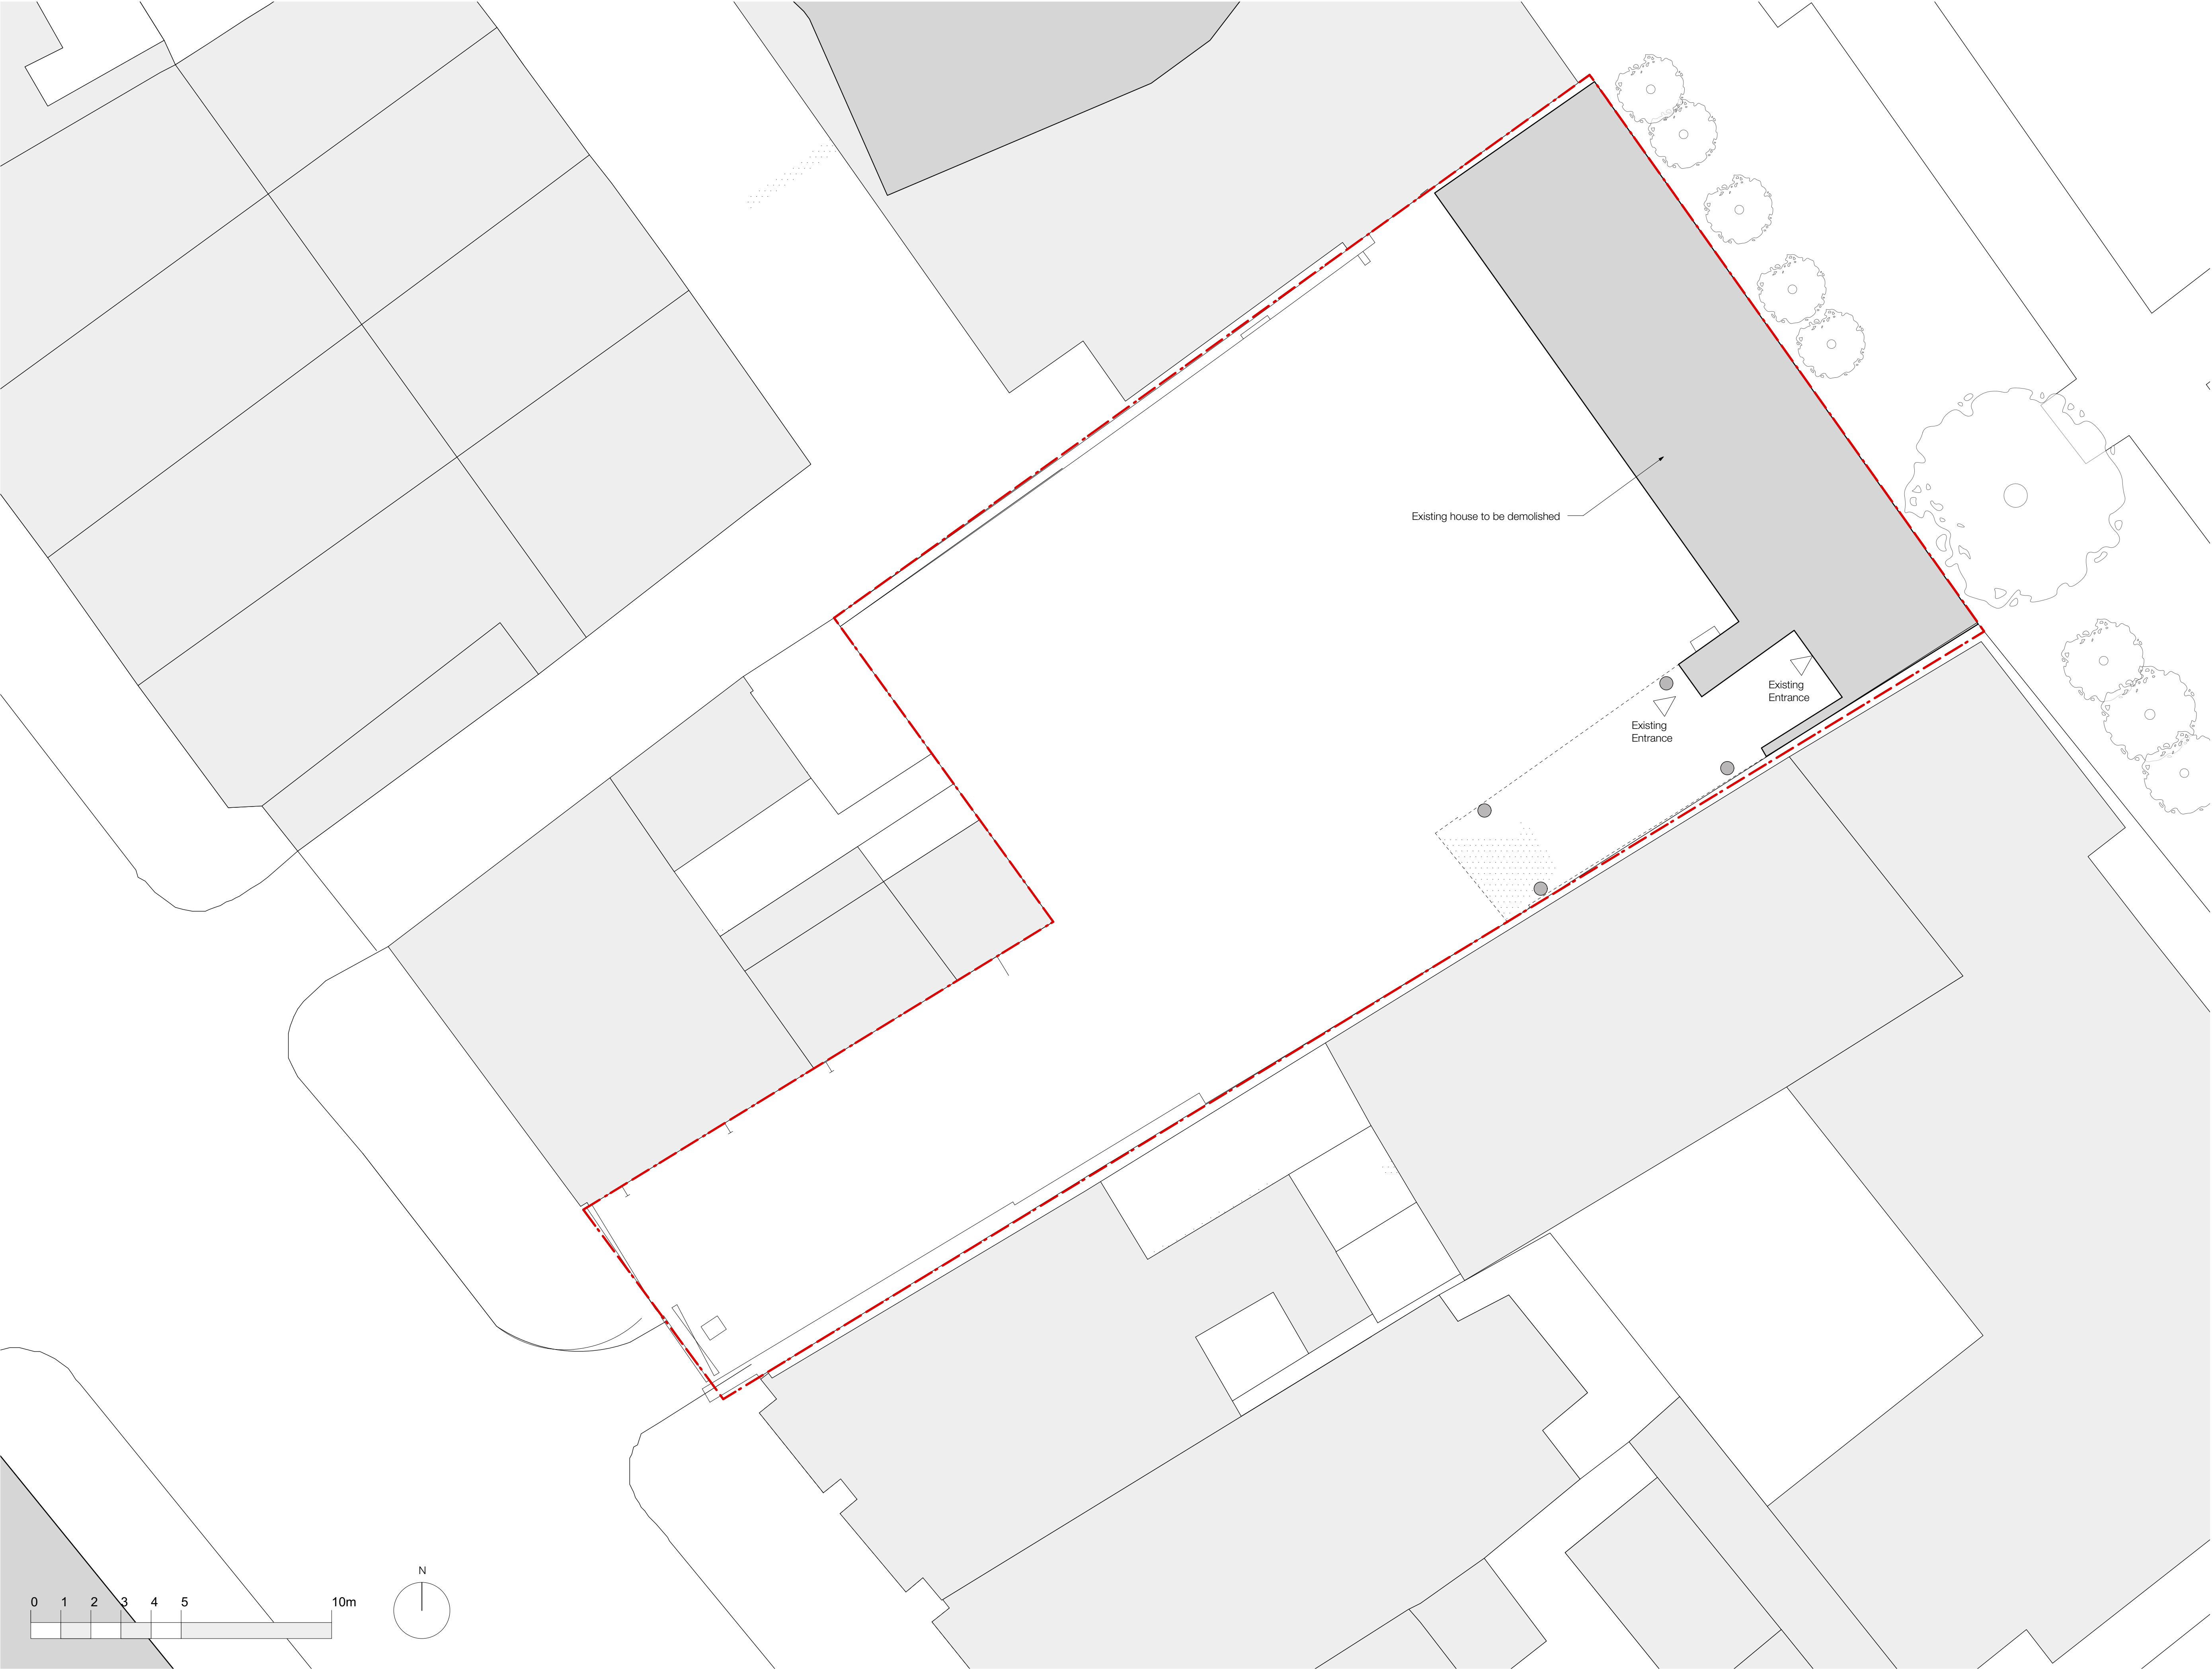 Existing house to be demolished
Existing
Entrance
Existing
Entrance
N
0 1 2 3 4 5 10m